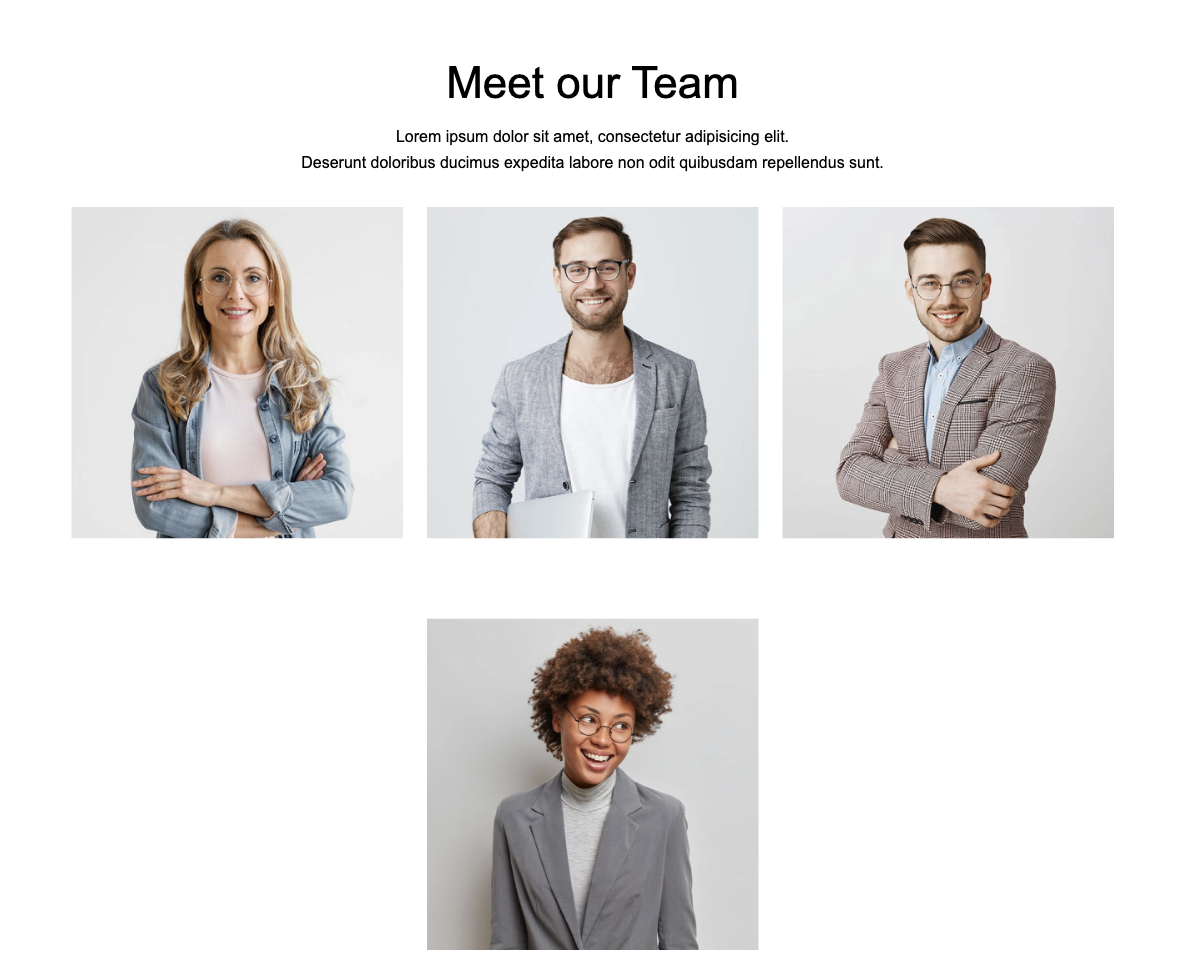 Meet our Team
Lorem ipsum dolor sit amet, consectetur adipisicing elit.
Deserunt doloribus ducimus expedita labore non odit quibusdam repellendus sunt.